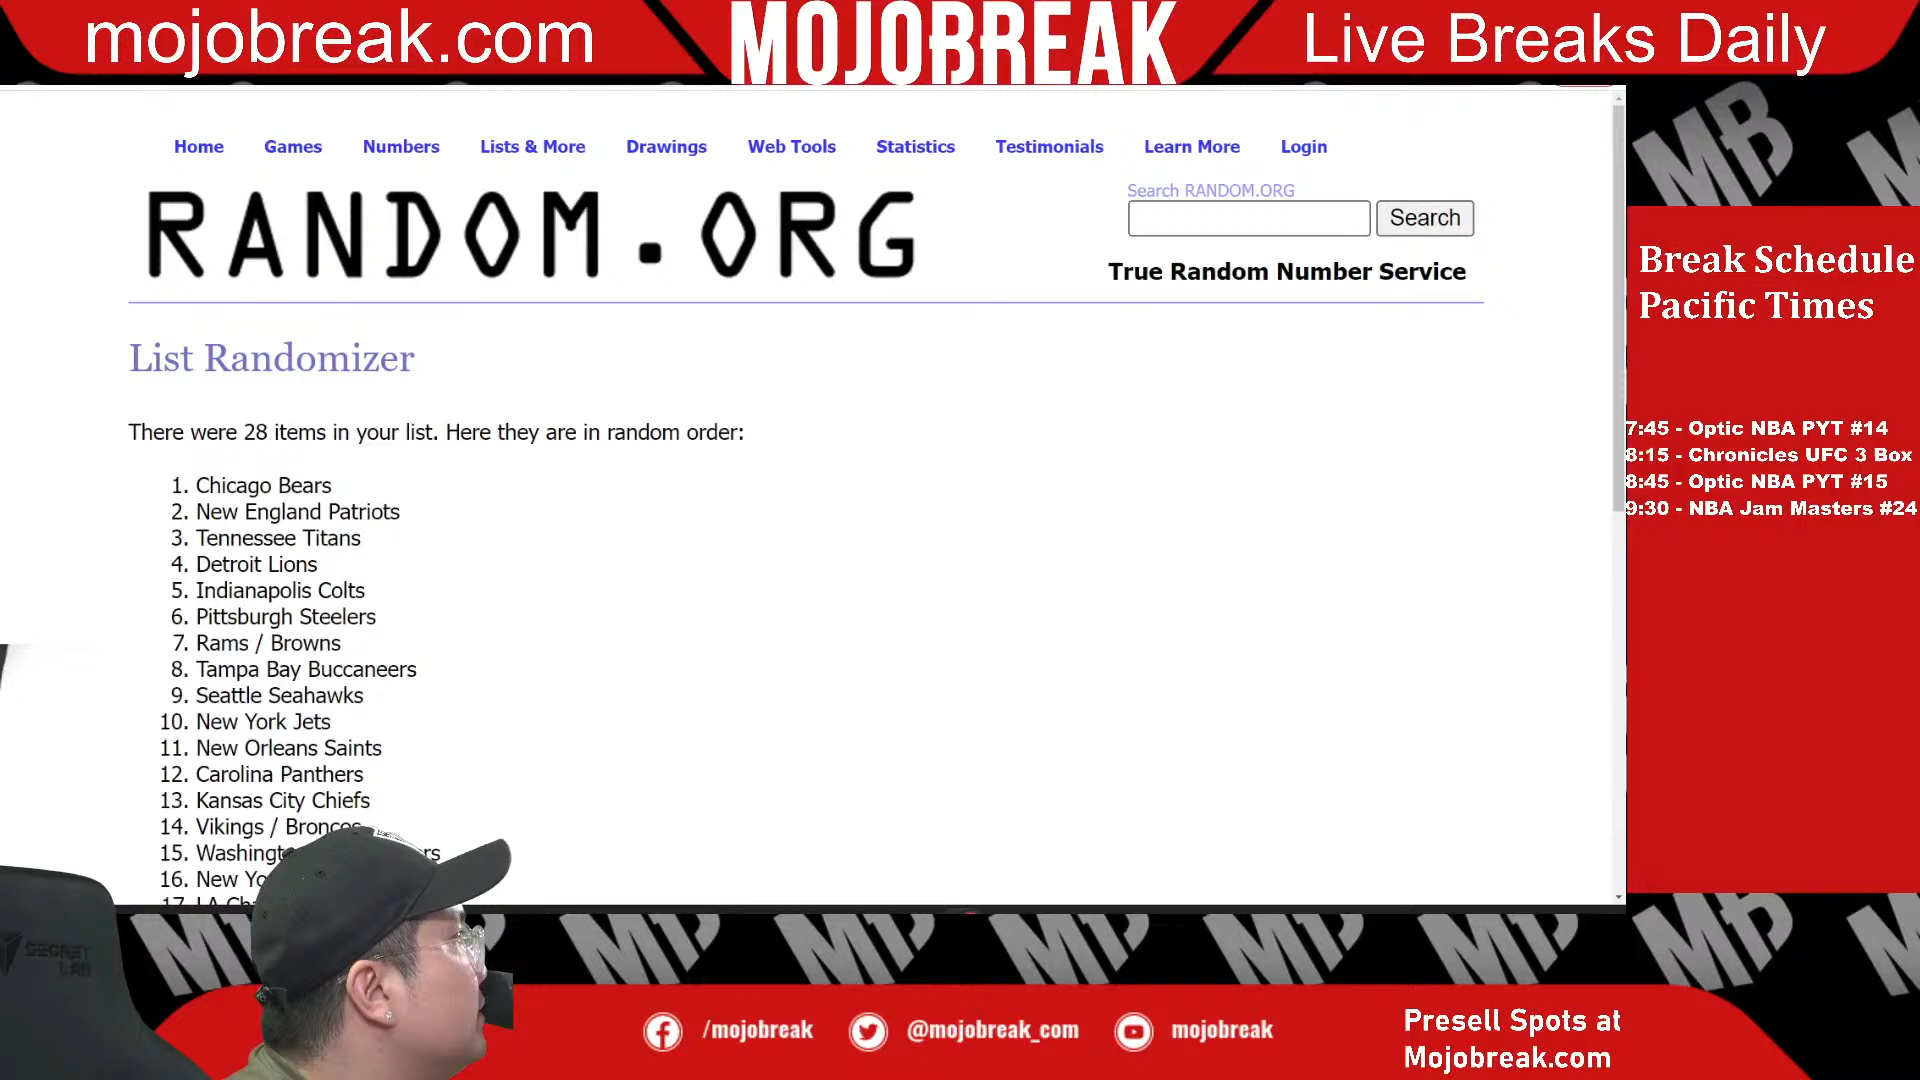 mojobreak.com
MOJOBREAK
Live Breaks Daily
Home Games Numbers Lists & More Drawings Web Tools Statistics Testimonials Learn More Login
RANDOM.ORG
Search RANDOM.ORG
Search
True Random Number Service
List Randomizer
There were 28 items in your list. Here they are in random order:
1. Chicago Bears
2. New England Patriots
3. Tennessee Titans
4. Detroit Lions
5. Indianapolis Colts
6. Pittsburgh Steelers
7. Rams / Browns
8. Tampa Bay Buccaneers
9. Seattle Seahawks
10. New York Jets
11. New Orleans Saints
12. Carolina Panthers
13. Kansas City Chiefs
14. Vikings / Broncos
15.
16. New
17. LA
Break Schedule
Pacific Times
7:45 - Optic NBA PYT #14
8:15 - Chronicles UFC 3 Box
8:45 - Optic NBA PYT #15
9:30 - NBA Jam Masters #24
MB
SECRET
LAB
/mojobreak
@mojobreak_com
mojobreak
Presell Spots at
Mojobreak.com